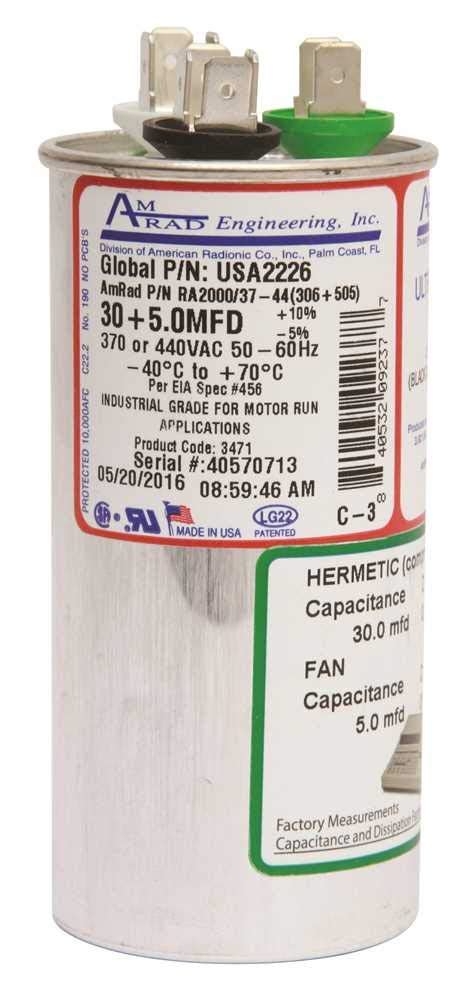 AMRAD Engineering, Inc.
Division of American Radionic Co., Inc., Palm Coast, FL
Global P/N: USA2226
AmRad P/N RA2000/37-44(306+505)
30+5.0MFD +10% -5%
370 or 440VAC 50-60Hz
-40°C to +70°C
Per EIA Spec #456
INDUSTRIAL GRADE FOR MOTOR RUN
APPLICATIONS
Product Code: 3471
Serial #:40570713
05/20/2016 08:59:46 AM
MADE IN USA
LG22
PATENTED
C-3
PROTECTED 10,000AFC C22.2 No. 190 NO PCB'S
8 40532 09237 7
ULT
(BLACK
HERMETIC (com
Capacitance
30.0 mfd
FAN
Capacitance
5.0 mfd
Factory Measurements
Capacitance and Dissipation